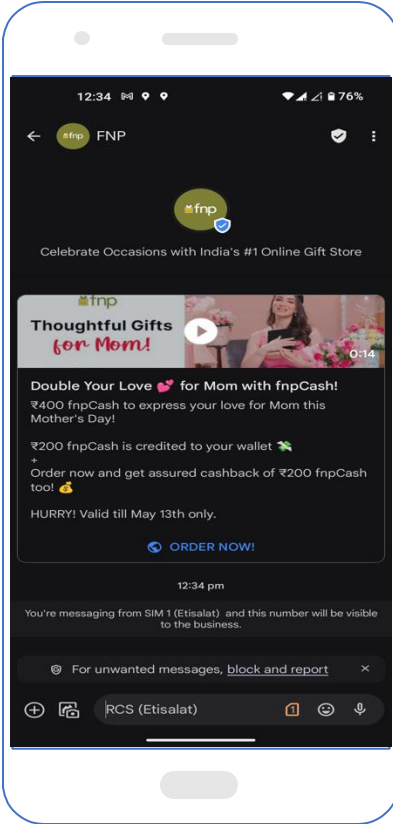 12:34 76%
fnp FNP
fnp
Celebrate Occasions with India's #1 Online Gift Store
fnp
Thoughtful Gifts
for Mom!
0:14
Double Your Love 💕 for Mom with fnpCash!
₹400 fnpCash to express your love for Mom this
Mother's Day!
₹200 fnpCash is credited to your wallet 💸
+
Order now and get assured cashback of ₹200 fnpCash
too! 💰
HURRY! Valid till May 13th only.
ORDER NOW!
12:34 pm
You're messaging from SIM 1 (Etisalat) and this number will be visible
to the business.
For unwanted messages, block and report ×
RCS (Etisalat) 1